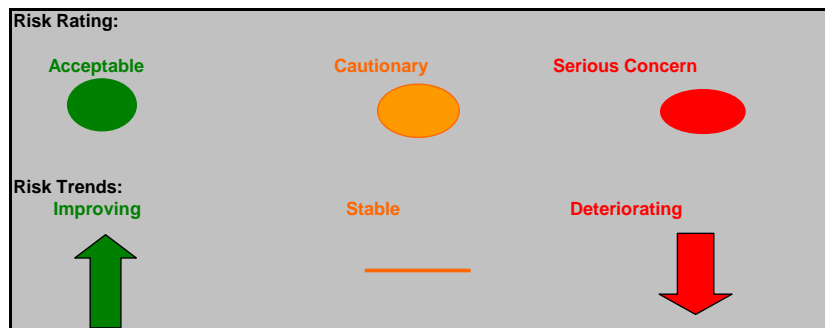 Risk Rating:
Acceptable Cautionary Serious Concern
Risk Trends:
Improving Stable Deteriorating